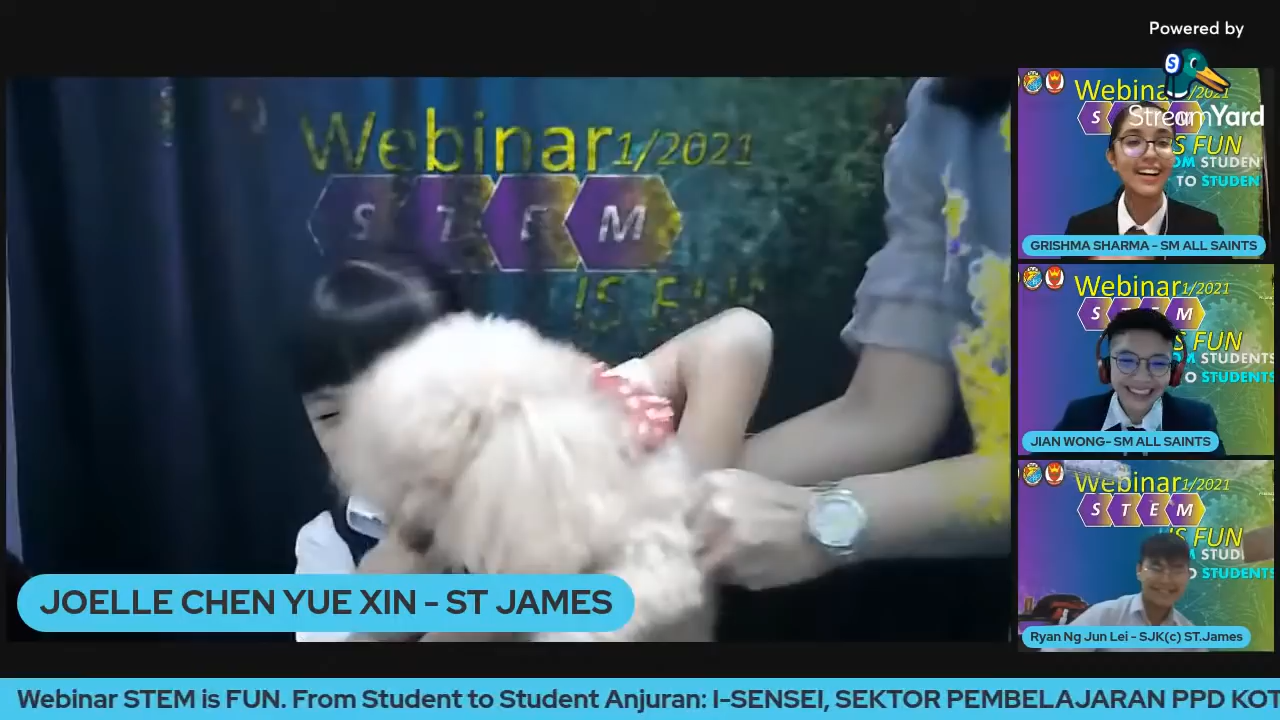 Powered by
StreamYard
Webinar 1/2021
S T E M
IS FUN
JOELLE CHEN YUE XIN - ST JAMES
Webinar
1/2021
S
IS FUN
STUDENT
TO STUDEN
GRISHMA SHARMA - SM ALL SAINTS
Webinar 1/2021
S T E M
IS FUN
STUDENTS
STUDENTS
JIAN WONG- SM ALL SAINTS
Webinar 1/2021
S T E M
IS FUN
STUDENTS
Ryan Ng Jun Lei - SJK(c) ST.James
Webinar STEM is FUN. From Student to Student Anjuran: I-SENSEI, SEKTOR PEMBELAJARAN PPD KOT